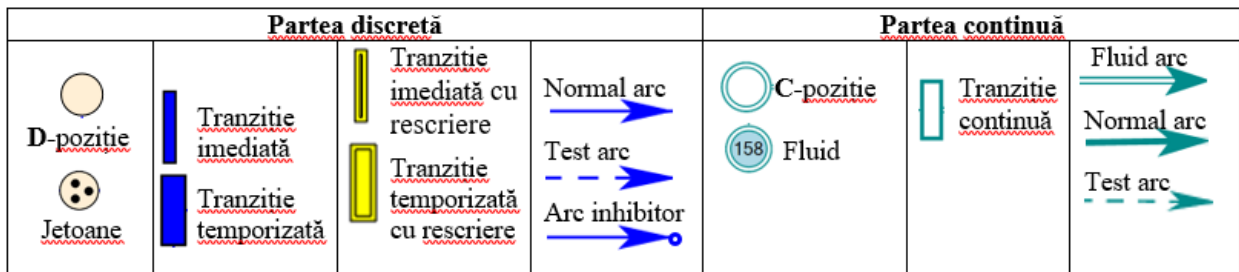 Partea discretă
Partea continuă
D-poziție
Jetoane
Tranziție
imediată
Tranziție
temporizată
Tranziție
imediată cu
rescriere
Tranziție
temporizată
cu rescriere
Normal arc
Test arc
Arc inhibitor
C-poziție
158 Fluid
Tranziție
continuă
Fluid arc
Normal arc
Test arc